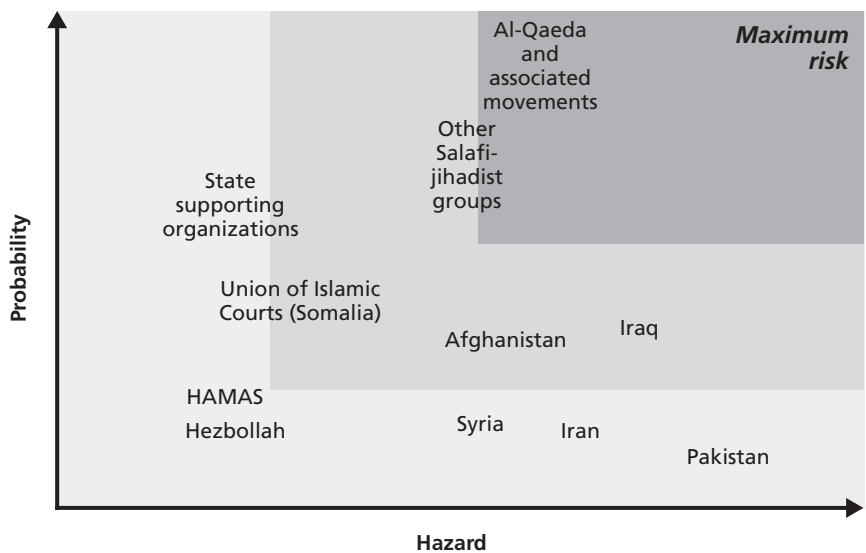 Al-Qaeda
and
associated
movements
Maximum
risk
Other
Salafi-
jihadist
groups
State
supporting
organizations
Union of Islamic
Courts (Somalia)
Afghanistan
Iraq
HAMAS
Hezbollah
Syria
Iran
Pakistan
Probability
Hazard